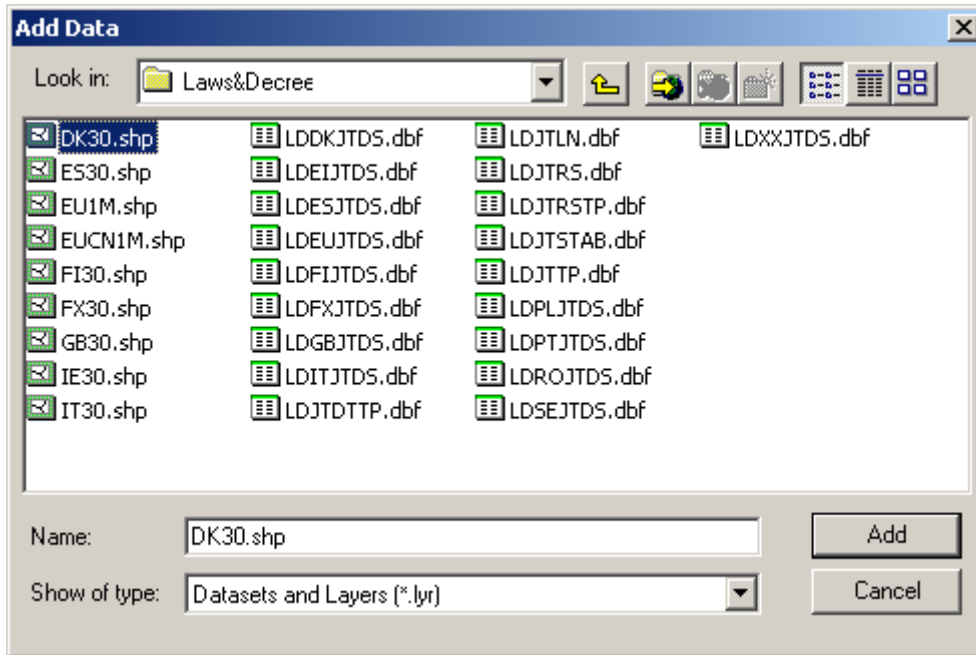 Add Data
Look in: Laws&Decree
DK30.shp LDDKJTDS.dbf LDJTLN.dbf LDXXJTDS.dbf
ES30.shp LDEIJTDS.dbf LDJTRS.dbf
EU1M.shp LDESJTDS.dbf LDJTRSTP.dbf
EUCN1M.shp LDEUJTDS.dbf LDJTSTAB.dbf
FI30.shp LDFIJTDS.dbf LDJTTP.dbf
FX30.shp LDFXJTDS.dbf LDPLJTDS.dbf
GB30.shp LDGBJTDS.dbf LDPTJTDS.dbf
IE30.shp LDITJTDS.dbf LDROJTDS.dbf
IT30.shp LDJTDTTP.dbf LDSEJTDS.dbf
Name: DK30.shp Add
Show of type: Datasets and Layers (*.lyr) Cancel